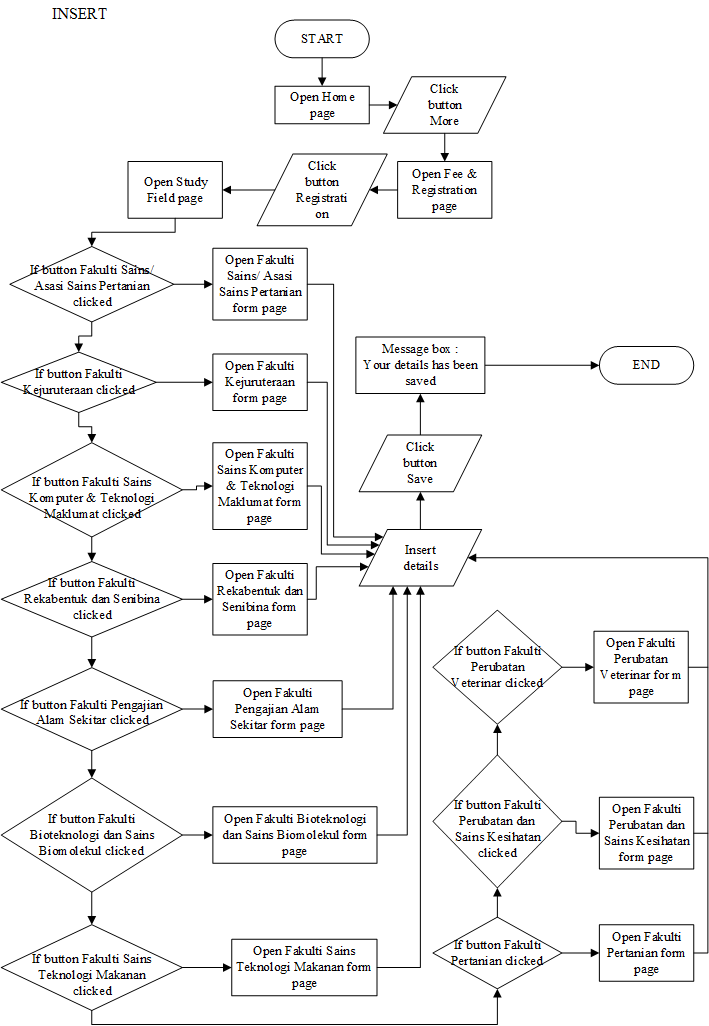 INSERT
START
Open Home
page
Click
button
More
Open Fee &
Registration
page
Click
button
Registrati
on
Open Study
Field page
If button Fakulti Sains/
Asasi Sains Pertanian
clicked
Open Fakulti
Sains/ Asasi
Sains Pertanian
form page
If button Fakulti
Kejuruteraan clicked
Open Fakulti
Kejuruteraan
form page
If button Fakulti Sains
Komputer & Teknologi
Maklumat clicked
Open Fakulti
Sains Komputer
& Teknologi
Maklumat form
page
If button Fakulti
Rekabentuk dan Senibina
clicked
Open Fakulti
Rekabentuk dan
Senibina form
page
If button Fakulti Pengajian
Alam Sekitar clicked
Open Fakulti
Pengajian Alam
Sekitar form page
If button Fakulti
Bioteknologi dan Sains
Biomolekul clicked
Open Fakulti Bioteknologi
dan Sains Biomolekul form
page
If button Fakulti Sains
Teknologi Makanan
clicked
Open Fakulti Sains
Teknologi Makanan form
page
If button Fakulti
Pertanian clicked
Open Fakulti
Pertanian form
page
If button Fakulti
Perubatan dan
Sains Kesihatan
clicked
Open Fakulti
Perubatan dan
Sains Kesihatan
form page
If button Fakulti
Perubatan
Veterinar clicked
Open Fakulti
Perubatan
Veterinar form
page
Insert
details
Click
button
Save
Message box :
Your details has been
saved
END